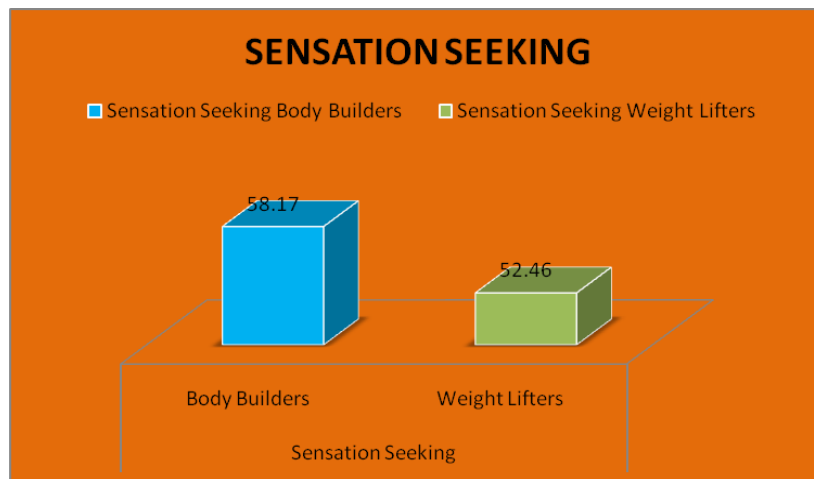 SENSATION SEEKING
Sensation Seeking Body Builders Sensation Seeking Weight Lifters
58.17
52.46
Body Builders Weight Lifters
Sensation Seeking